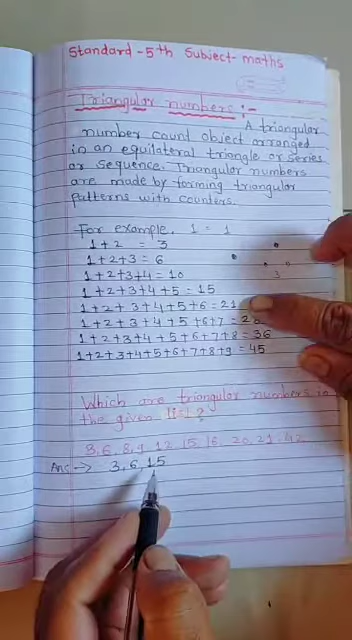 Standard - 5th Subject - maths
Triangular numbers :-
A triangular
number count object arranged
in an equilateral triangle or series
or sequence. Triangular numbers
are made by forming triangular
patterns with counters.
For example. 1 = 1
1+2 = 3
1+2+3 = 6
1+2+3+4 = 10
1+2+3+4+5 = 15
1+2+3+4+5+6 = 21
1+2+3+4+5+6+7 =
1+2+3+4+5+6+7+8 = 36
1+2+3+4+5+6+7+8+9 = 45
3
Which are triangular numbers in
the given list ?
3, 6, 8, 9, 12, 15, 16, 20, 21, 42
Ans → 3, 6, 15